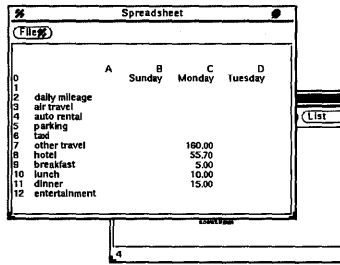 Spreadsheet
File
A B C D
0 Sunday Monday Tuesday
1
2 daily mileage
3 air travel
4 auto rental
5 parking
6 taxi
7 other travel 160.00
8 hotel 55.70
9 breakfast 5.00
10 lunch 10.00
11 dinner 15.00
12 entertainment
List
4